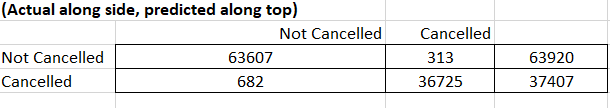 (Actual along side, predicted along top)
Not Cancelled Cancelled
Not Cancelled 63607 313 63920
Cancelled 682 36725 37407